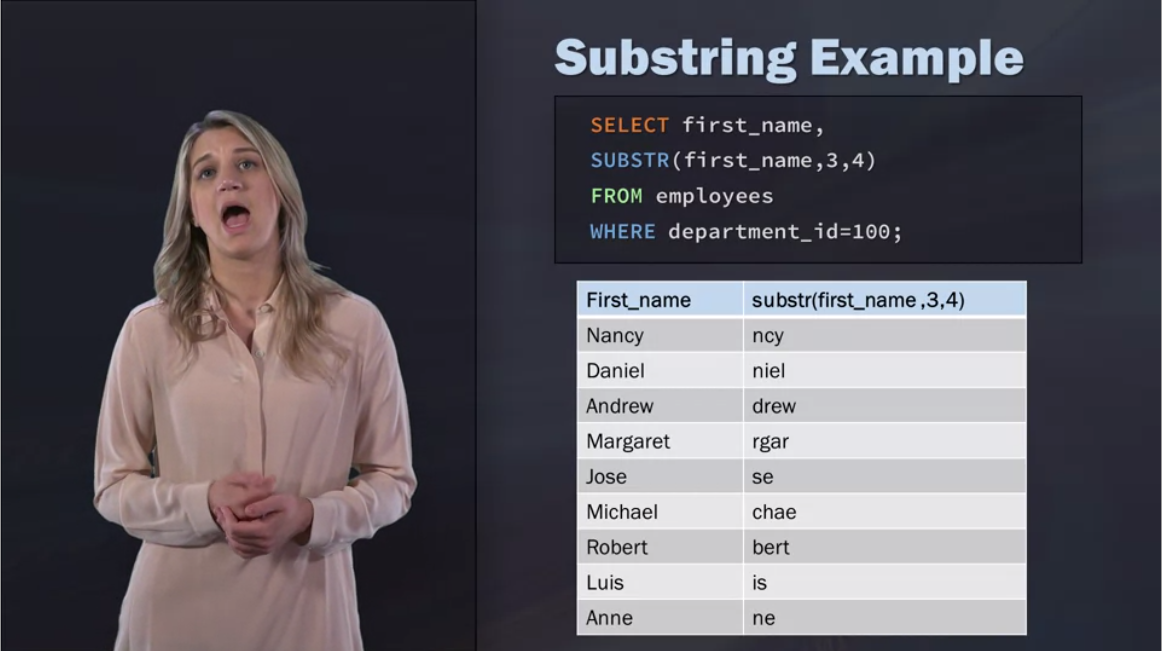 Substring Example
SELECT first_name,
SUBSTR(first_name,3,4)
FROM employees
WHERE department_id=100;
First_name substr(first_name ,3,4)
Nancy ncy
Daniel niel
Andrew drew
Margaret rgar
Jose se
Michael chae
Robert bert
Luis is
Anne ne